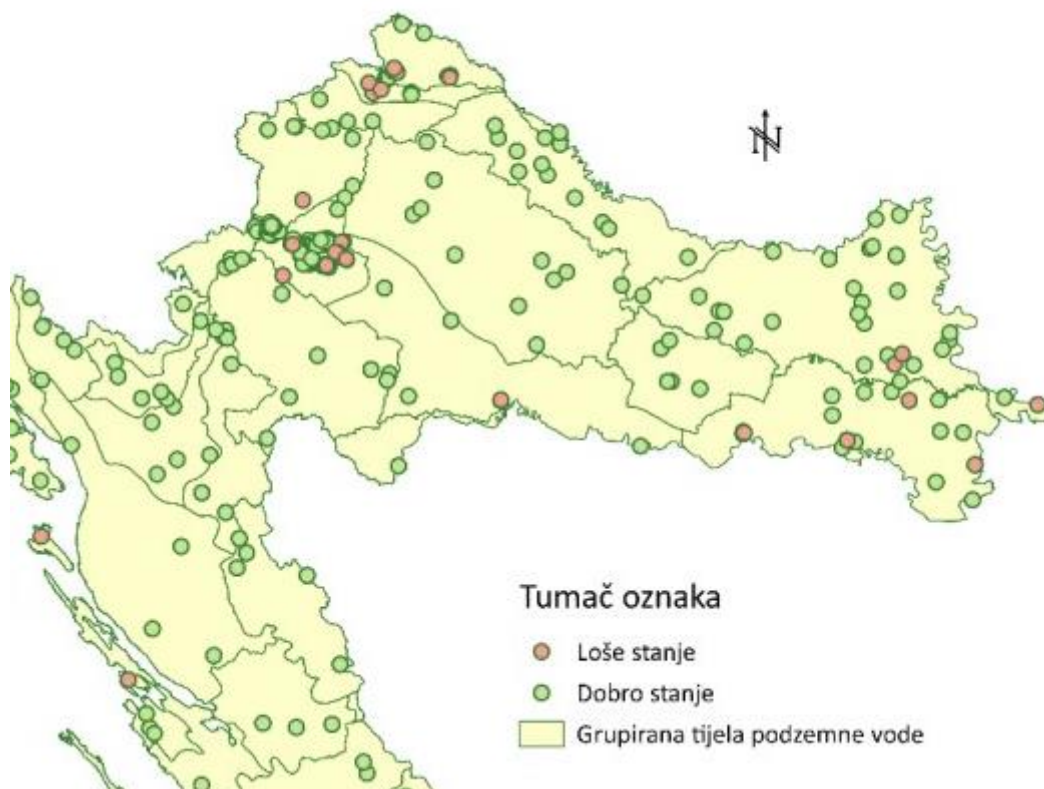 N
Tumač oznaka
Loše stanje
Dobro stanje
Grupirana tijela podzemne vode